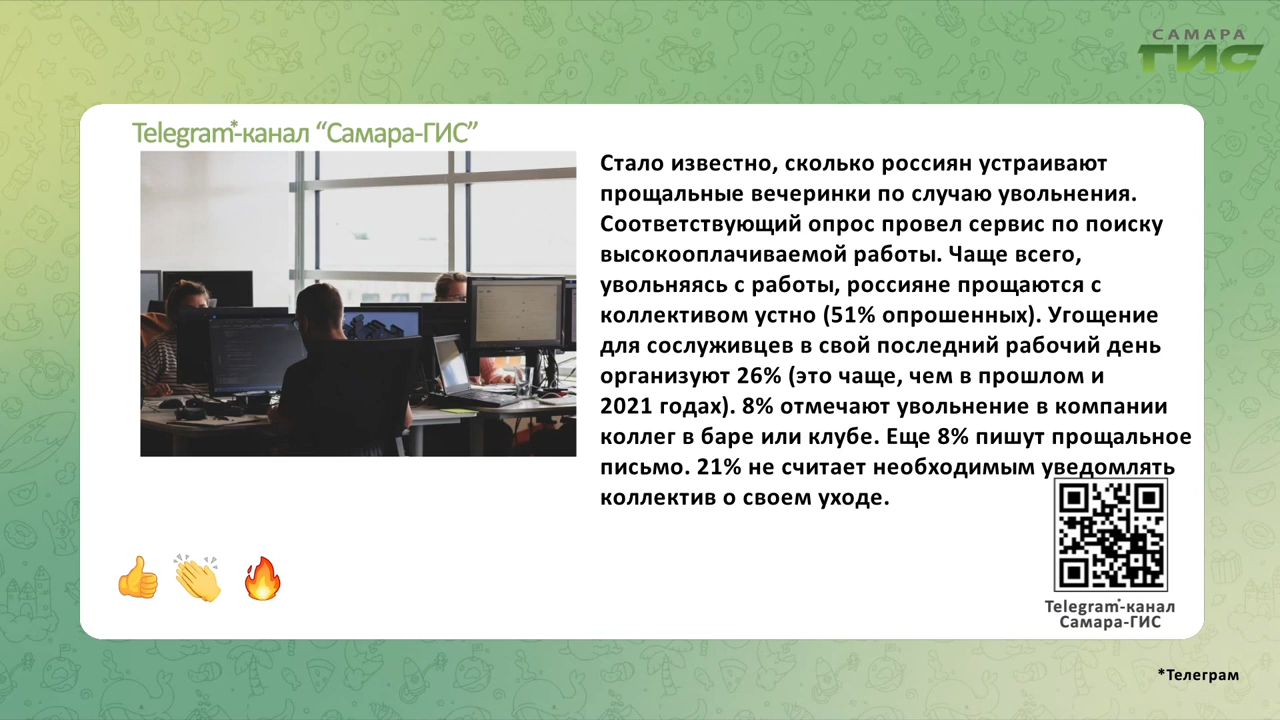 САМАРА
ГИС
Telegram*-канал “Самара-ГИС”
Стало известно, сколько россиян устраивают
прощальные вечеринки по случаю увольнения.
Соответствующий опрос провел сервис по поиску
высокооплачиваемой работы. Чаще всего,
увольняясь с работы, россияне прощаются с
коллективом устно (51% опрошенных). Угощение
для сослуживцев в свой последний рабочий день
организуют 26% (это чаще, чем в прошлом и
2021 годах). 8% отмечают увольнение в компании
коллег в баре или клубе. Еще 8% пишут прощальное
письмо. 21% не считает необходимым уведомлять
коллектив о своем уходе.
Telegram*-канал
Самара-ГИС
*Телеграм